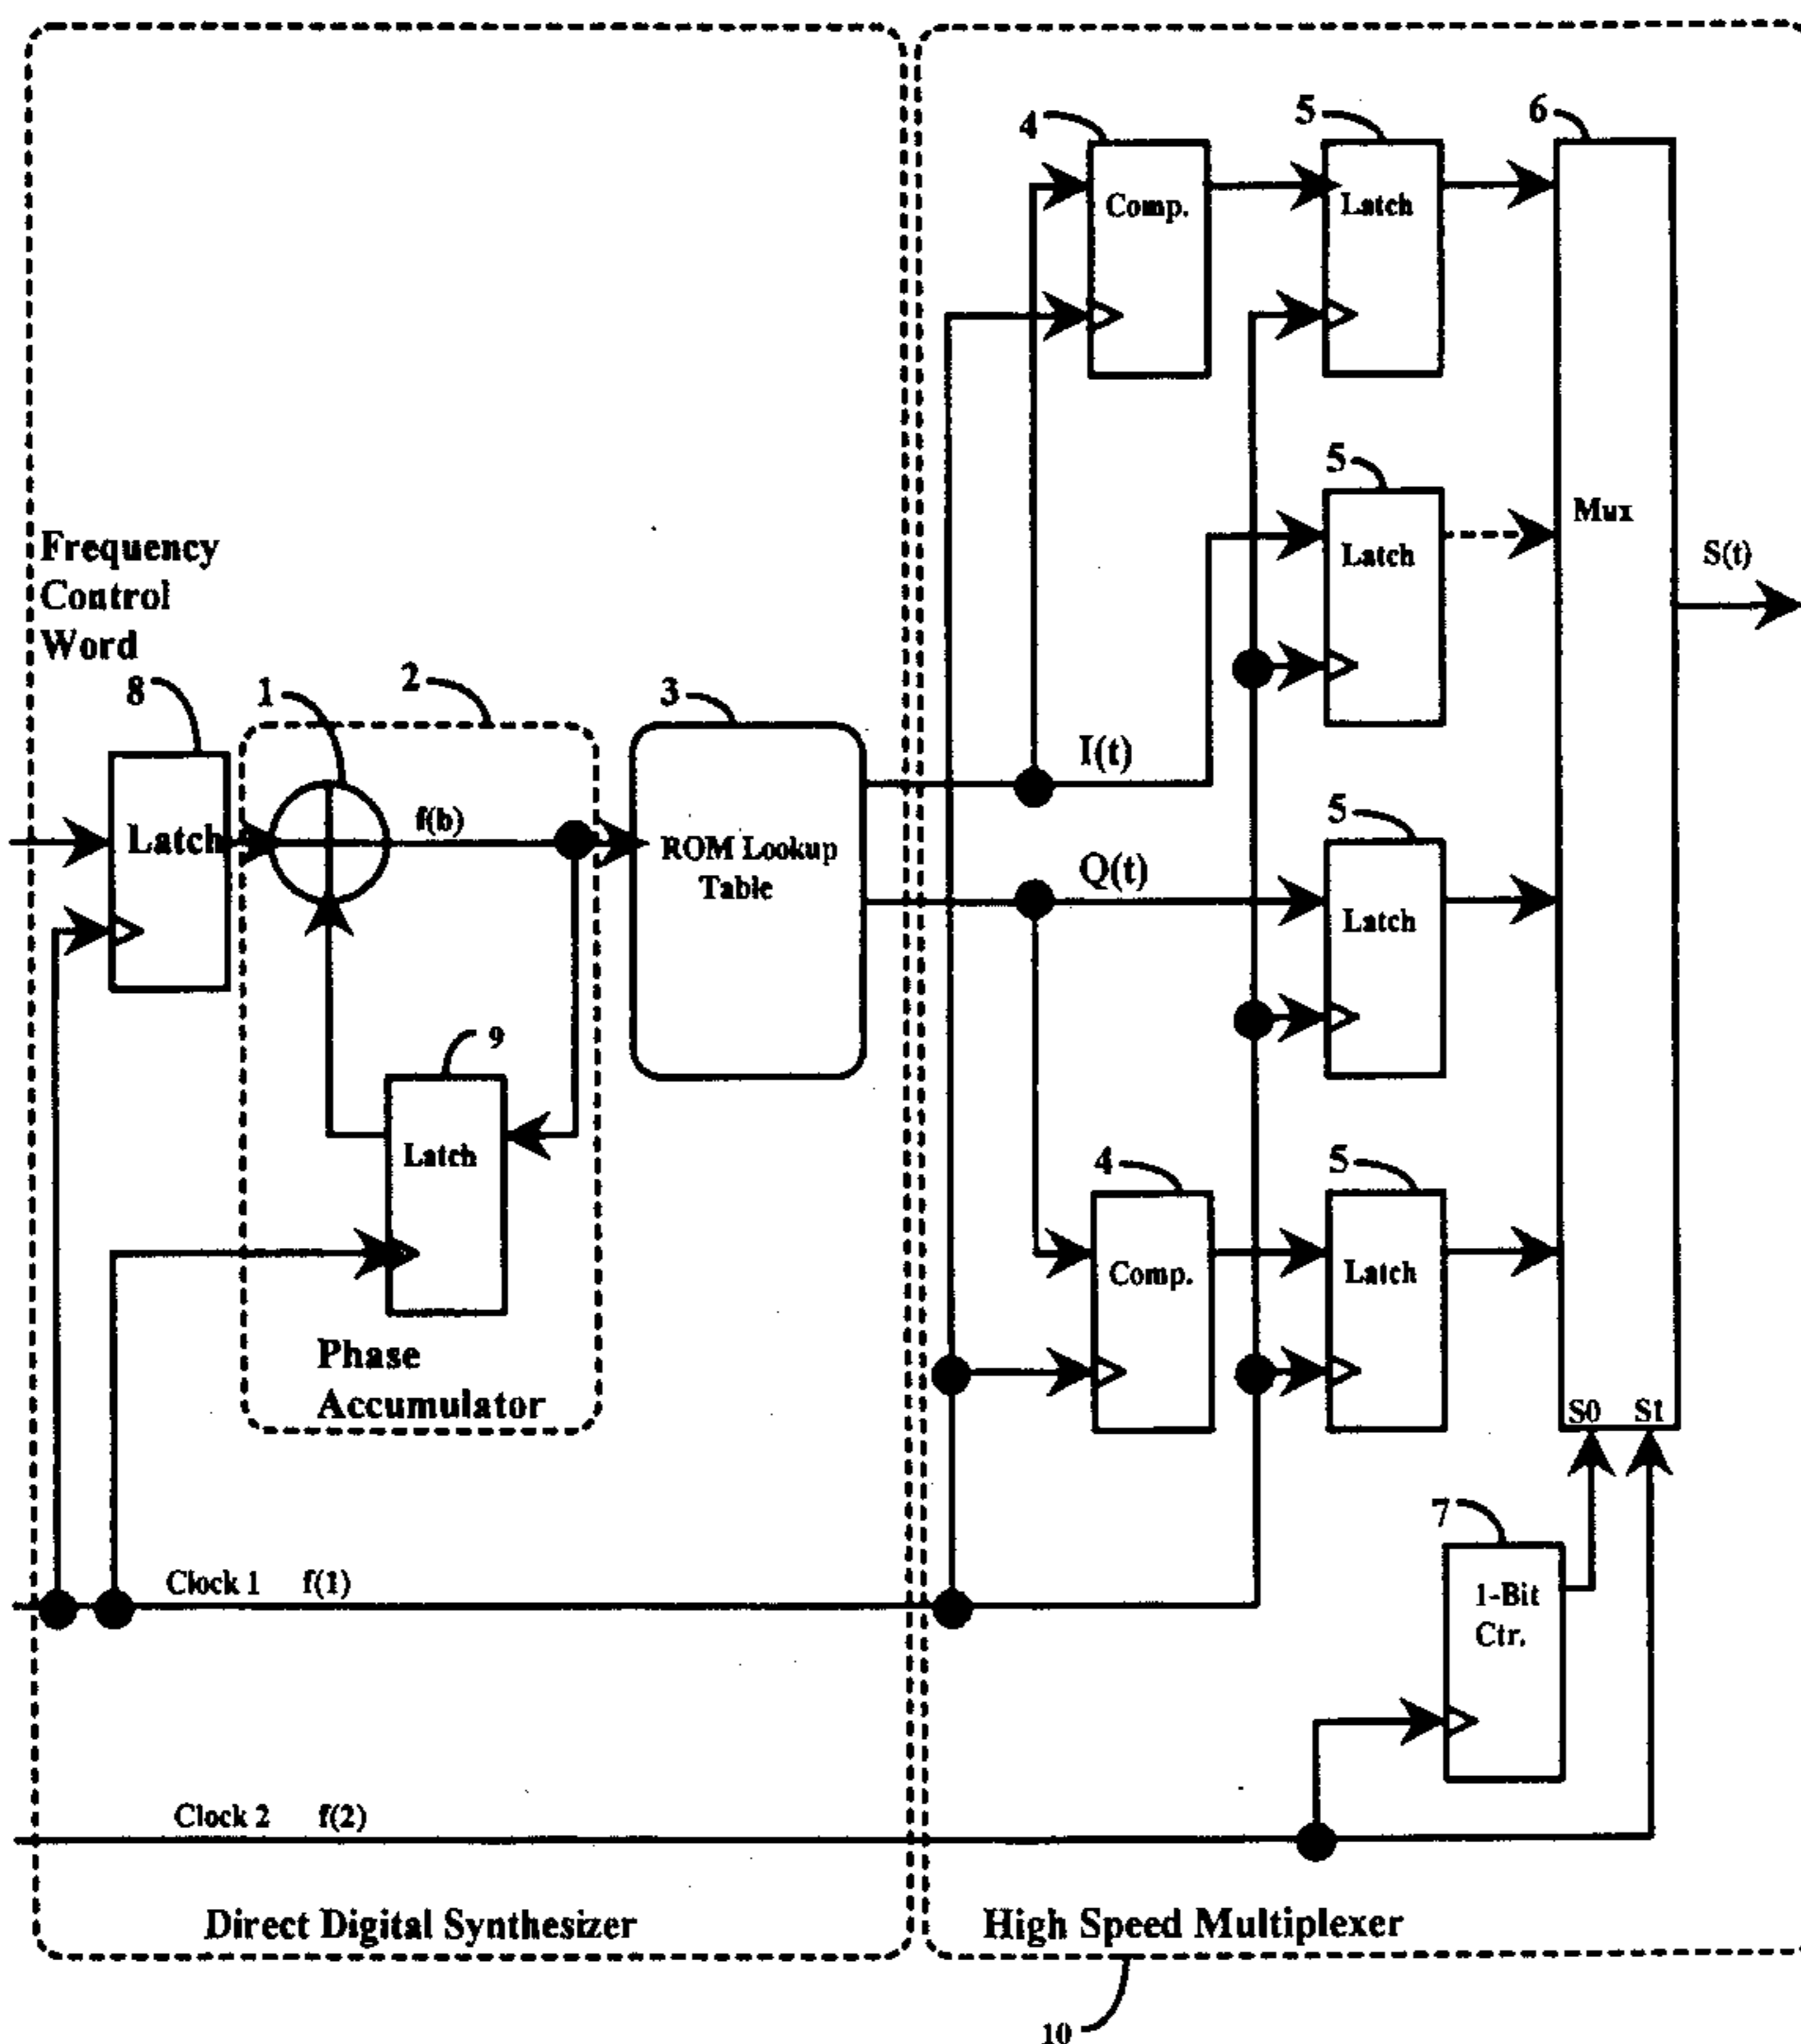 4
5
6
Comp.
Latch
5
Latch
Mux
S(t)
Frequency
Control
Word
8
1
2
3
Latch
f(b)
ROM Lookup
Table
I(t)
Q(t)
5
Latch
9
Latch
Phase
Accumulator
4
5
Comp.
Latch
S0 S1
7
1-Bit
Ctr.
Clock 1 f(1)
Clock 2 f(2)
Direct Digital Synthesizer
High Speed Multiplexer
10